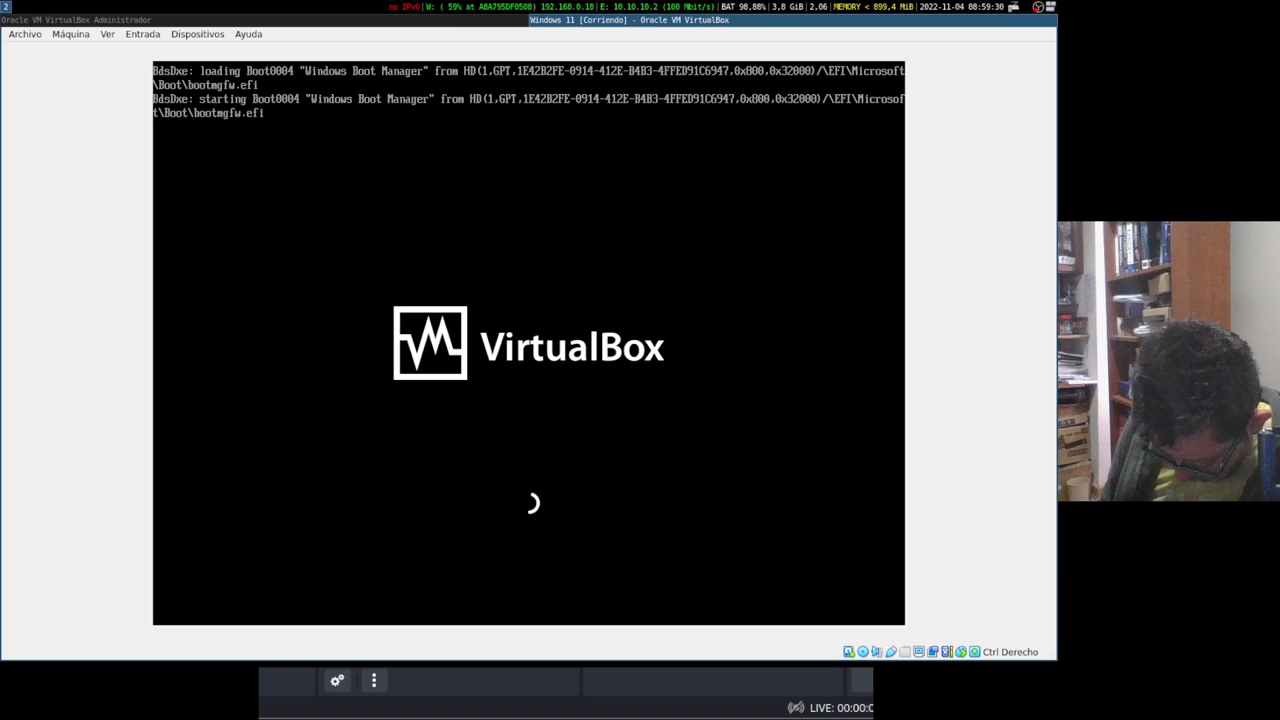 2
no IPv6|W: ( 59% at A8A795DF0508) 192.168.0.18|E: 10.10.10.2 (100 Mbit/s)|BAT 98,88%|3,8 GiB|2,06|MEMORY < 899,4 MiB|2022-11-04 08:59:30
Oracle VM VirtualBox Administrador
Windows 11 [Corriendo] - Oracle VM VirtualBox
Archivo Máquina Ver Entrada Dispositivos Ayuda
BdsDxe: loading Boot0004 "Windows Boot Manager" from HD(1,GPT,1E42B2FE-0914-412E-B4B3-4FFED91C6947,0x800,0x32000)/\EFI\Microsoft
\Boot\bootmgfw.efi
BdsDxe: starting Boot0004 "Windows Boot Manager" from HD(1,GPT,1E42B2FE-0914-412E-B4B3-4FFED91C6947,0x800,0x32000)/\EFI\Microsof
t\Boot\bootmgfw.efi
VirtualBox
Ctrl Derecho
LIVE: 00:00:0